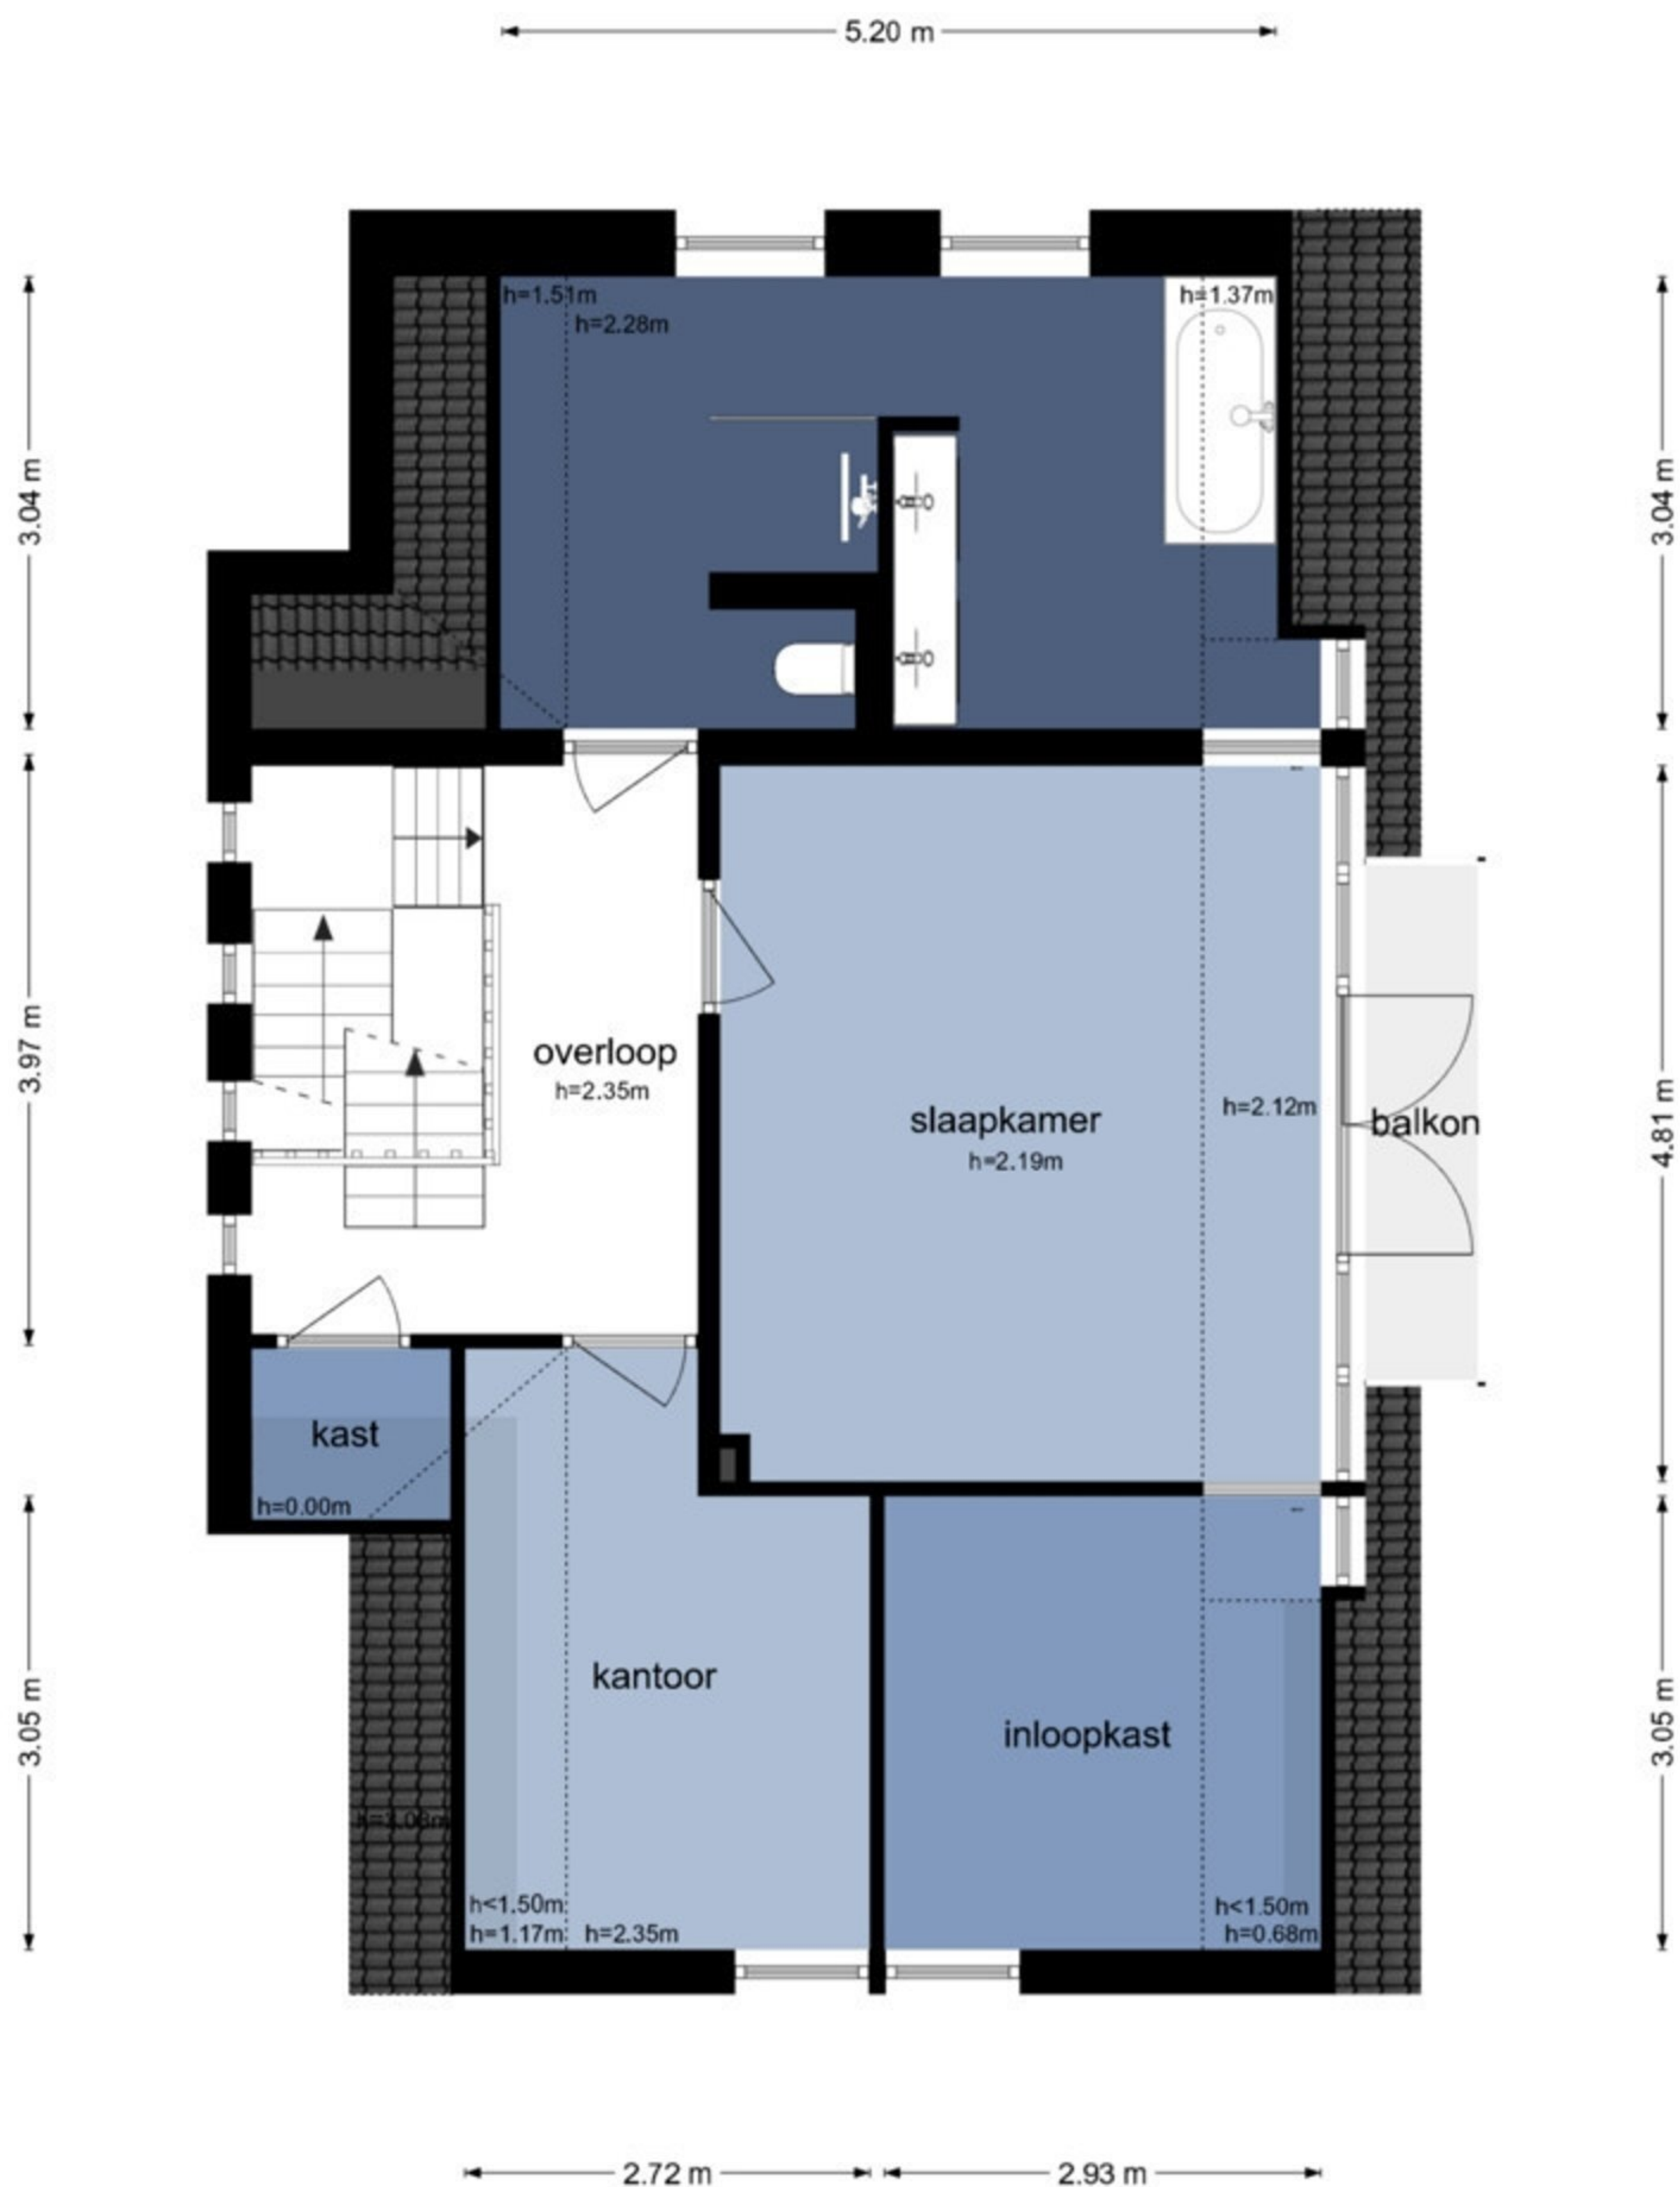 5.20 m
h=1.51m
h=2.28m
h=1.37m
3.04 m
3.04 m
3.97 m
overloop
h=2.35m
slaapkamer
h=2.19m
h=2.12m
balkon
4.81 m
kast
h=0.00m
kantoor
inloopkast
3.05 m
3.05 m
h<1.50m
h=1.17m
h=2.35m
h<1.50m
h=0.68m
2.72 m
2.93 m